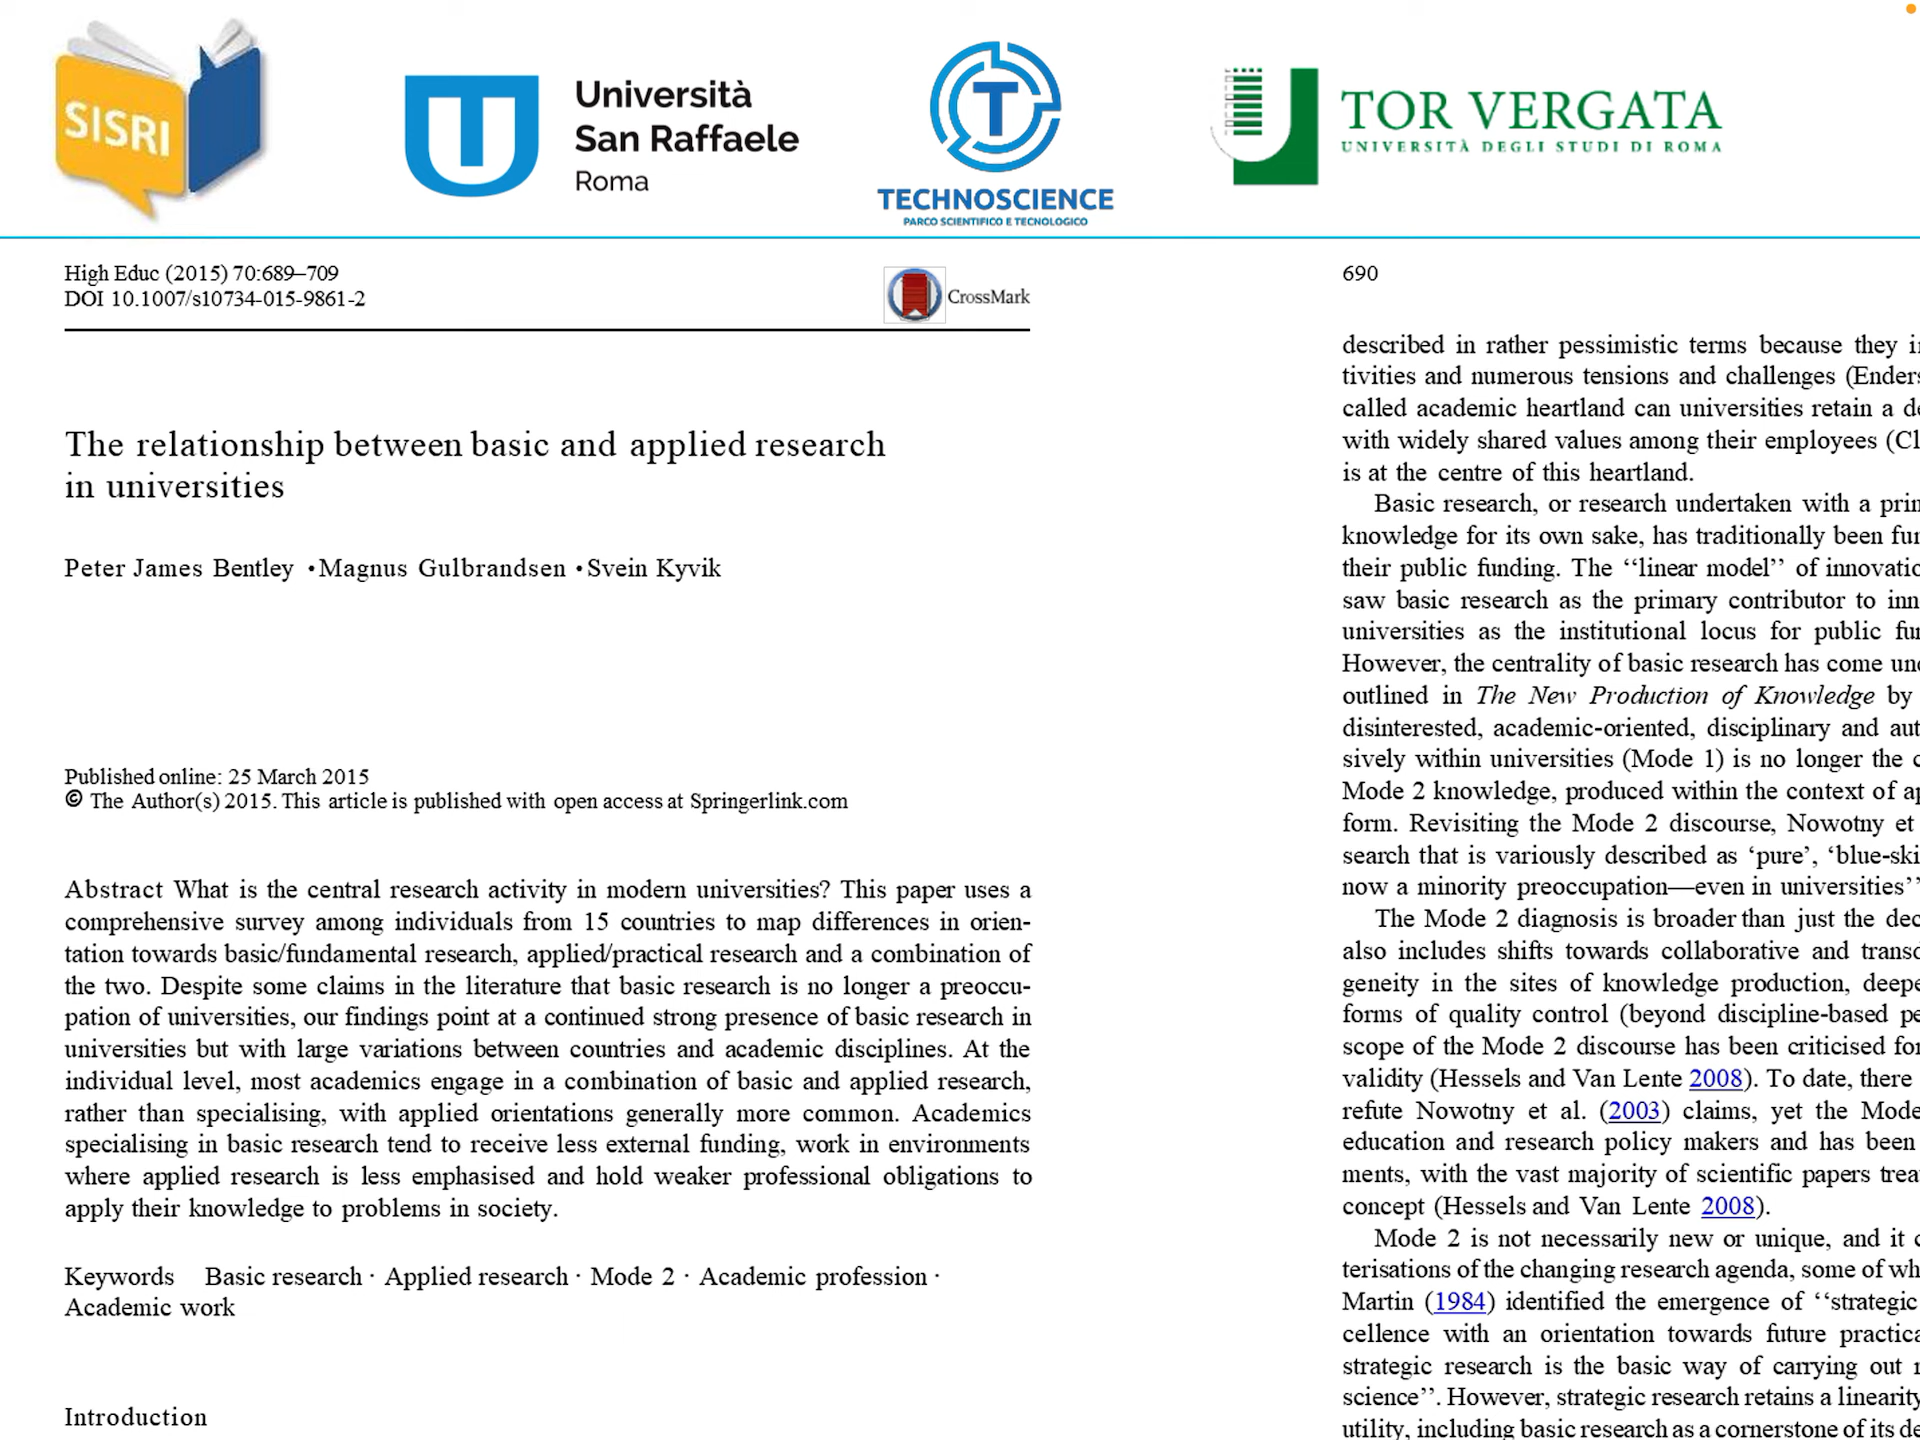 SISRI
Università
San Raffaele
Roma
T
TECHNOSCIENCE
PARCO SCIENTIFICO E TECNOLOGICO
TOR VERGATA
UNIVERSITÀ DEGLI STUDI DI ROMA
High Educ (2015) 70:689–709
DOI 10.1007/s10734-015-9861-2
CrossMark
The relationship between basic and applied research
in universities
Peter James Bentley • Magnus Gulbrandsen • Svein Kyvik
Published online: 25 March 2015
© The Author(s) 2015. This article is published with open access at Springerlink.com
Abstract What is the central research activity in modern universities? This paper uses a
comprehensive survey among individuals from 15 countries to map differences in orien-
tation towards basic/fundamental research, applied/practical research and a combination of
the two. Despite some claims in the literature that basic research is no longer a preoccu-
pation of universities, our findings point at a continued strong presence of basic research in
universities but with large variations between countries and academic disciplines. At the
individual level, most academics engage in a combination of basic and applied research,
rather than specialising, with applied orientations generally more common. Academics
specialising in basic research tend to receive less external funding, work in environments
where applied research is less emphasised and hold weaker professional obligations to
apply their knowledge to problems in society.
Keywords Basic research · Applied research · Mode 2 · Academic profession ·
Academic work
Introduction
690
described in rather pessimistic terms because they
tivities and numerous tensions and challenges (Enders
called academic heartland can universities retain a
with widely shared values among their employees
is at the centre of this heartland.
Basic research, or research undertaken with a
knowledge for its own sake, has traditionally been
their public funding. The ‘‘linear model’’ of
saw basic research as the primary contributor to
universities as the institutional locus for public
However, the centrality of basic research has come
outlined in The New Production of Knowledge by
disinterested, academic-oriented, disciplinary and
sively within universities (Mode 1) is no longer the
Mode 2 knowledge, produced within the context of
form. Revisiting the Mode 2 discourse, Nowotny et
search that is variously described as ‘pure’,
now a minority preoccupation—even in universities’’
The Mode 2 diagnosis is broader than just the
also includes shifts towards collaborative and
geneity in the sites of knowledge production,
forms of quality control (beyond discipline-based
scope of the Mode 2 discourse has been criticised for
validity (Hessels and Van Lente 2008). To date, there
refute Nowotny et al. (2003) claims, yet the Mode
education and research policy makers and has been
ments, with the vast majority of scientific papers
concept (Hessels and Van Lente 2008).
Mode 2 is not necessarily new or unique, and it
terisations of the changing research agenda, some of
Martin (1984) identified the emergence of ‘‘strategic
cellence with an orientation towards future
strategic research is the basic way of carrying out
science’’. However, strategic research retains a linearity
utility, including basic research as a cornerstone of its